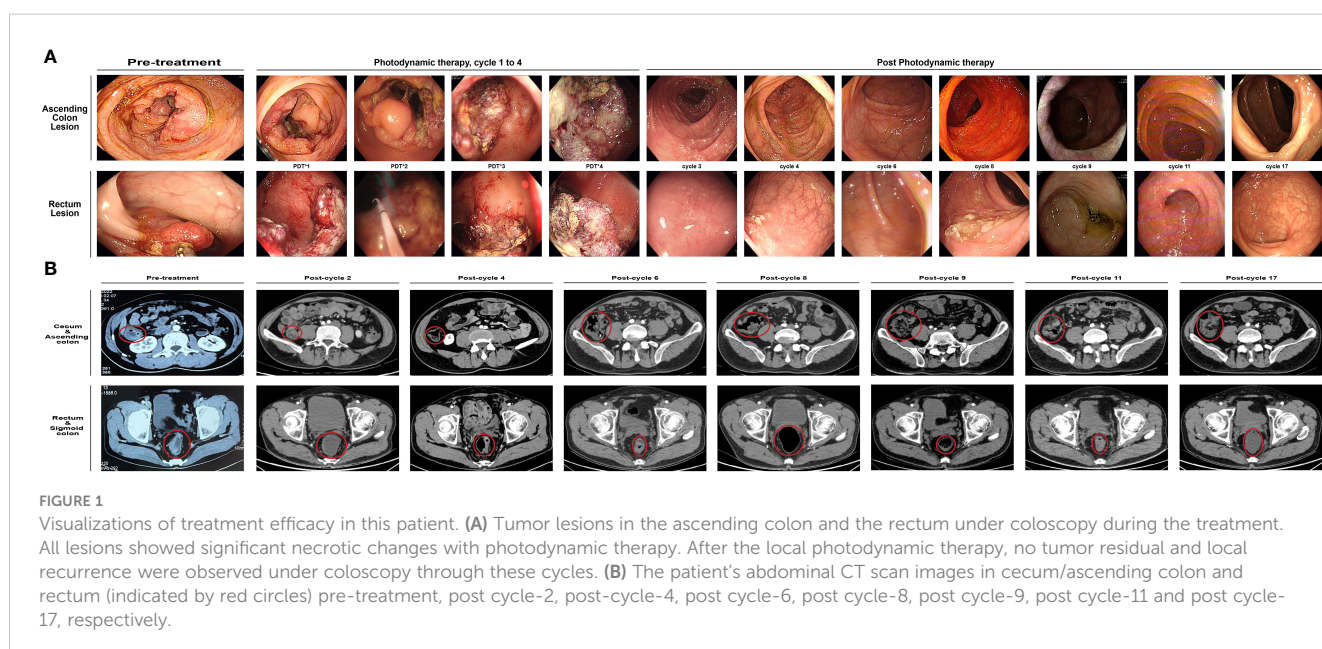 A
Pre-treatment
Photodynamic therapy, cycle 1 to 4
Post Photodynamic therapy
Ascending
Colon
Lesion
PDT*1
PDT*2
PDT*3
PDT*4
cycle 3
cycle 4
cycle 6
cycle 8
cycle 9
cycle 11
cycle 17
Rectum
Lesion
B
Pre-treatment
Post-cycle 2
Post-cycle 4
Post-cycle 6
Post-cycle 8
Post-cycle 9
Post-cycle 11
Post-cycle 17
Cecum
&
Ascending
colon
Rectum
&
Sigmoid
colon
FIGURE 1
Visualizations of treatment efficacy in this patient. (A) Tumor lesions in the ascending colon and the rectum under coloscopy during the treatment.
All lesions showed significant necrotic changes with photodynamic therapy. After the local photodynamic therapy, no tumor residual and local
recurrence were observed under coloscopy through these cycles. (B) The patient's abdominal CT scan images in cecum/ascending colon and
rectum (indicated by red circles) pre-treatment, post cycle-2, post-cycle-4, post cycle-6, post cycle-8, post cycle-9, post cycle-11 and post cycle-
17, respectively.